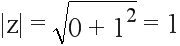 |z| = √(0 + 1²) = 1